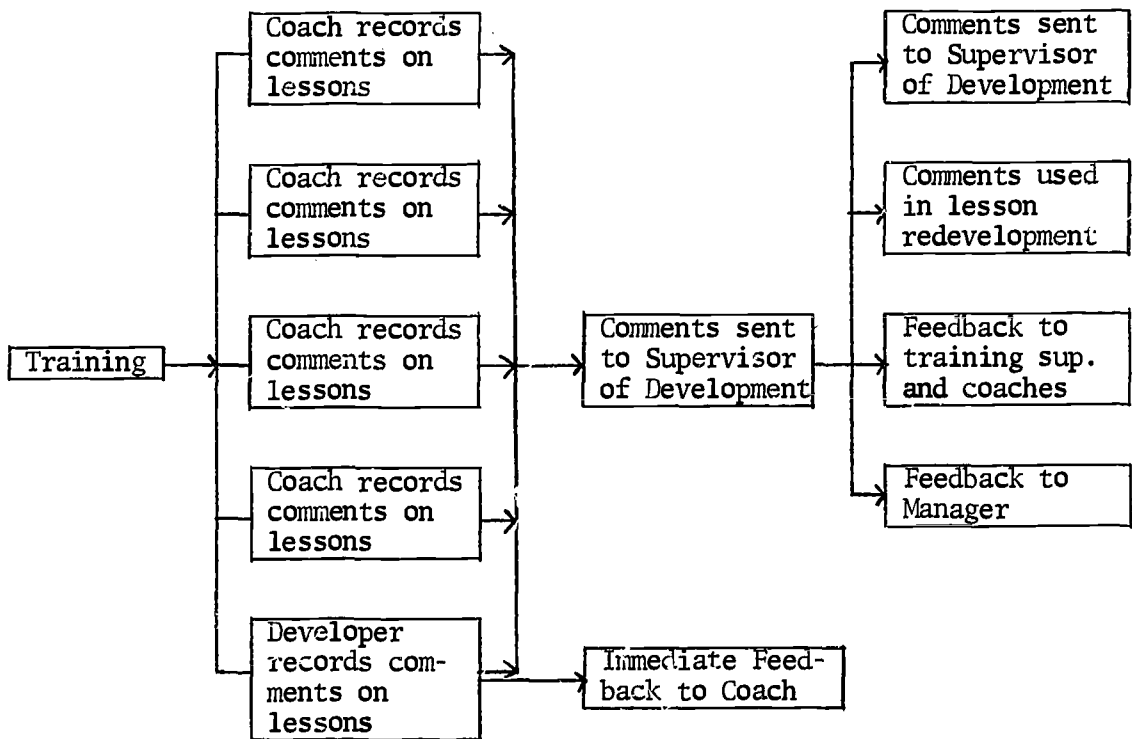 Coach records
comments on
lessons
Coach records
comments on
lessons
Training
Coach records
comments on
lessons
Coach records
comments on
lessons
Developer
records com-
ments on
lessons
Comments sent
to Supervisor
of Development
Immediate Feed-
back to Coach
Comments sent
to Supervisor
of Development
Comments used
in lesson
redevelopment
Feedback to
training sup.
and coaches
Feedback to
Manager